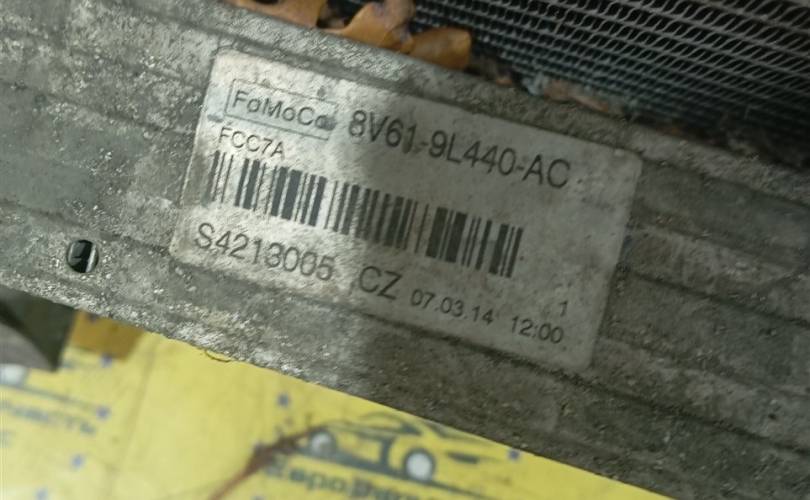 FoMoCo 8V61-9L440-AC
FCC7A
S4213005 CZ 07.03.14 12:00
1